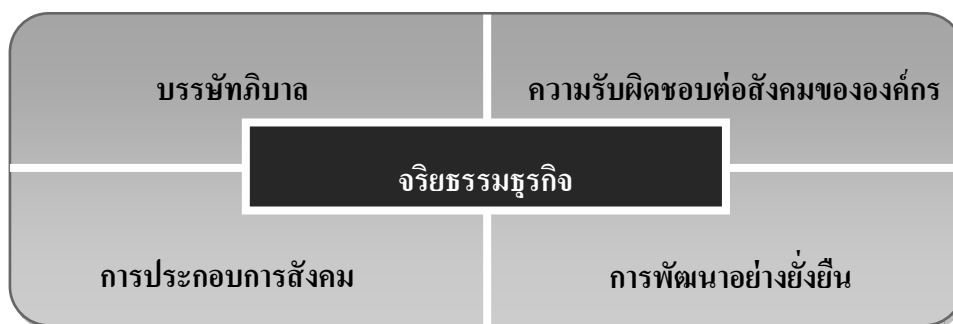 บรรษัทภิบาล
ความรับผิดชอบต่อสังคมขององค์กร
จริยธรรมธุรกิจ
การประกอบการสังคม
การพัฒนาอย่างยั่งยืน